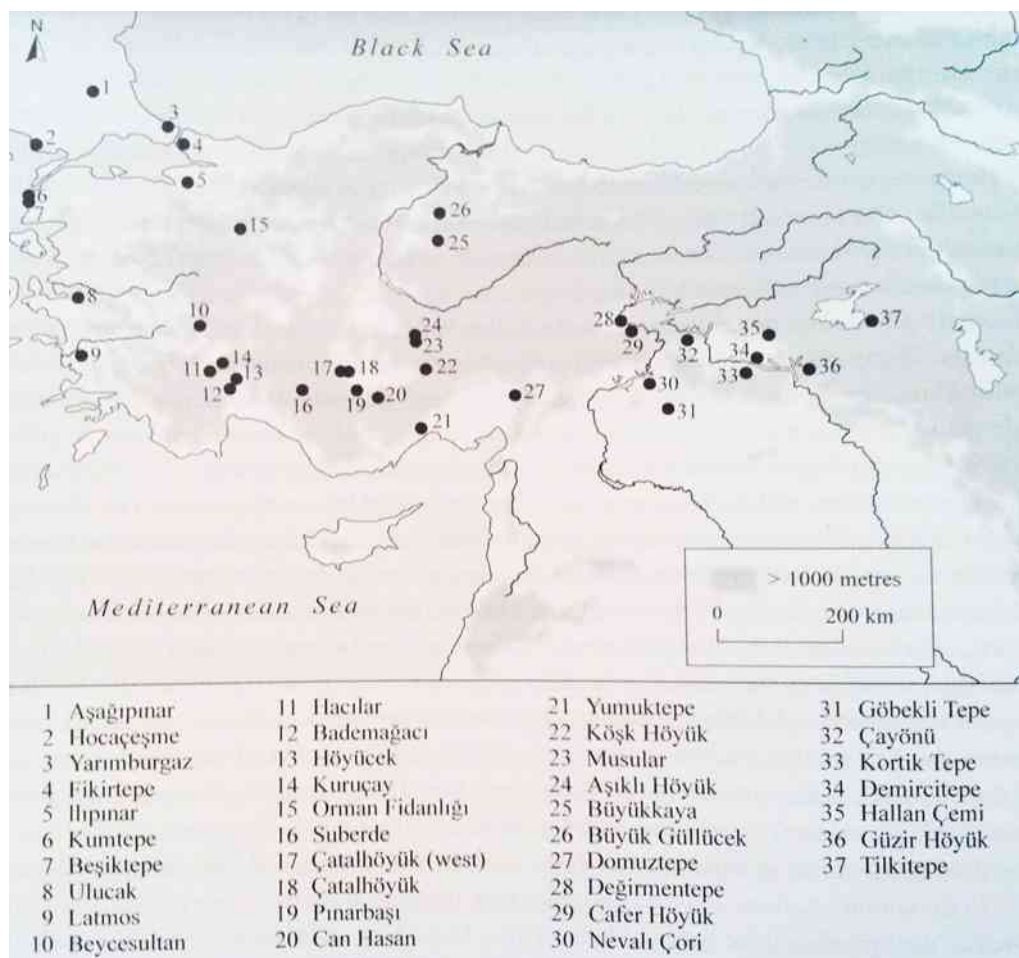 N
Black Sea
1
3
2
4
5
6
26
15
25
8
10
24
28
35
37
23
29
32
34
9
14
11
13
17
18
22
33
36
30
12
16
19
20
27
31
21
> 1000 metres
0
200 km
Mediterranean Sea
1 Aşağıpınar
2 Hocaçeşme
3 Yarımburgaz
4 Fikirtepe
5 Ilıpınar
6 Kumtepe
7 Beşiktepe
8 Ulucak
9 Latmos
10 Beycesultan
11 Hacılar
12 Bademağacı
13 Höyücek
14 Kuruçay
15 Orman Fidanlığı
16 Suberde
17 Çatalhöyük (west)
18 Çatalhöyük
19 Pınarbaşı
20 Can Hasan
21 Yumuktepe
22 Köşk Höyük
23 Musular
24 Aşıklı Höyük
25 Büyükkaya
26 Büyük Güllücek
27 Domuztepe
28 Değirmentepe
29 Cafer Höyük
30 Nevalı Çori
31 Göbekli Tepe
32 Çayönü
33 Kortik Tepe
34 Demircitepe
35 Hallan Çemi
36 Güzir Höyük
37 Tilkitepe